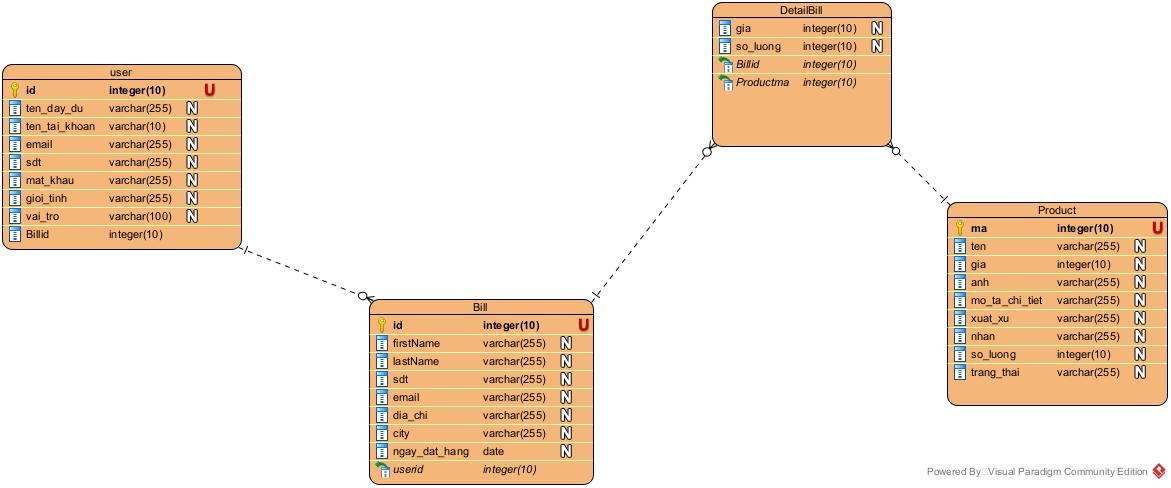 DetailBill
gia integer(10) N
so_luong integer(10) N
Billid integer(10)
Productma integer(10)
user
id integer(10) U
ten_day_du varchar(255) N
ten_tai_khoan varchar(10) N
email varchar(255) N
sdt varchar(255) N
mat_khau varchar(255) N
gioi_tinh varchar(255) N
vai_tro varchar(100) N
Billid integer(10)
Product
ma integer(10) U
ten varchar(255) N
gia integer(10) N
anh varchar(255) N
mo_ta_chi_tiet varchar(255) N
xuat_xu varchar(255) N
nhan varchar(255) N
so_luong integer(10) N
trang_thai varchar(255) N
Bill
id integer(10) U
firstName varchar(255) N
lastName varchar(255) N
sdt varchar(255) N
email varchar(255) N
dia_chi varchar(255) N
city varchar(255) N
ngay_dat_hang date N
userid integer(10)
Powered By Visual Paradigm Community Edition